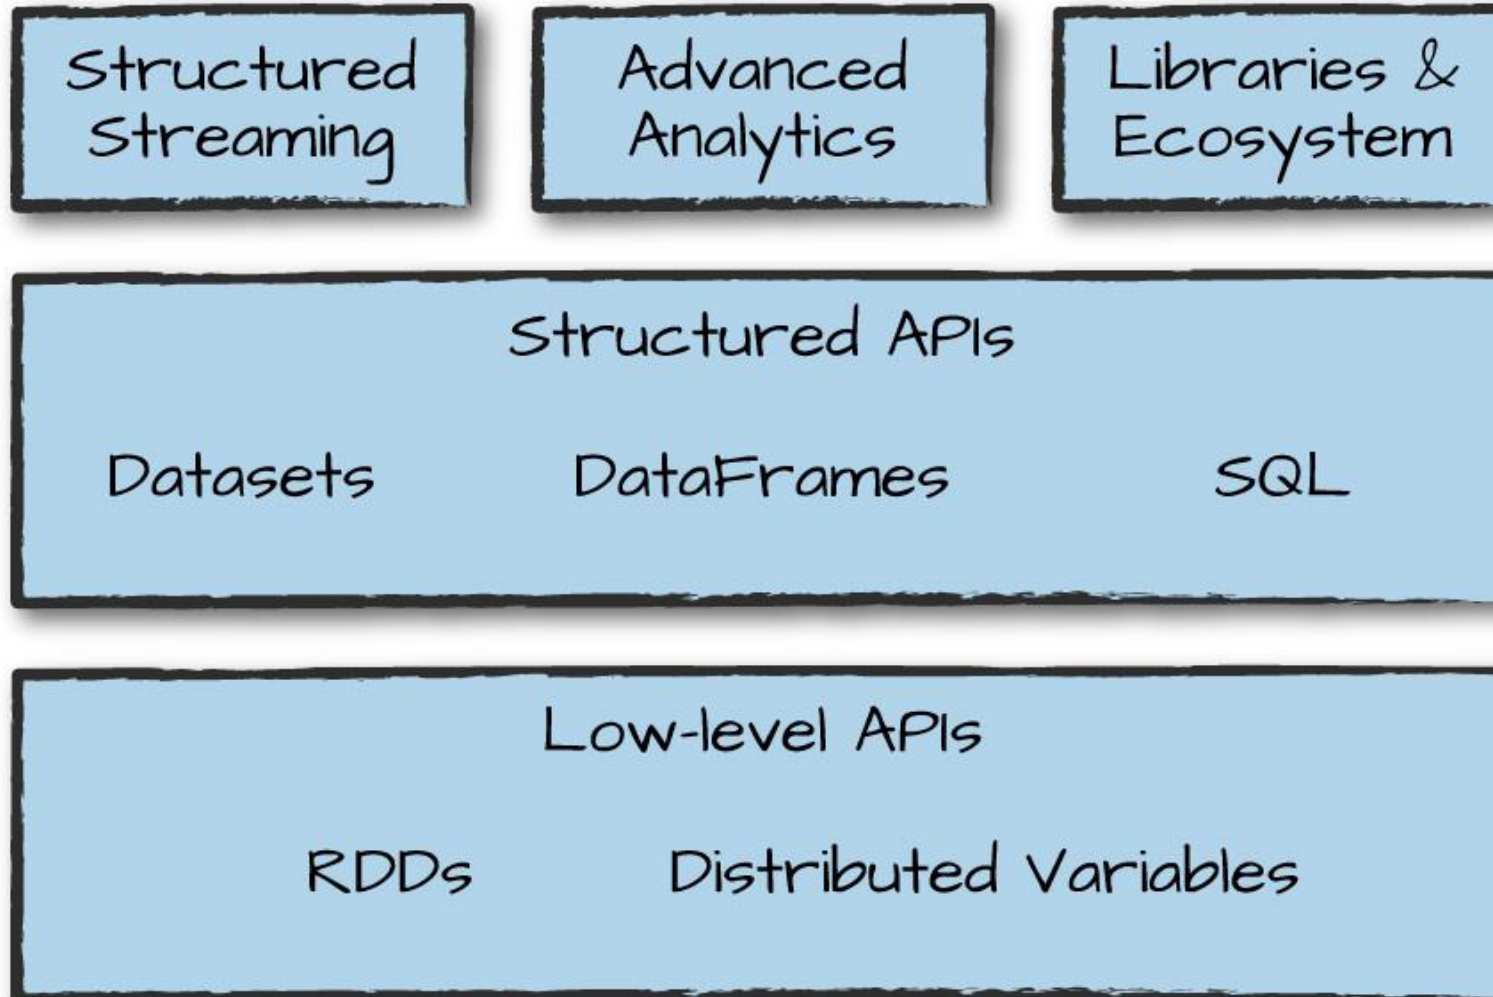 Structured
Streaming
Advanced
Analytics
Libraries &
Ecosystem
Structured APIs
Datasets DataFrames SQL
Low-level APIs
RDDs Distributed Variables